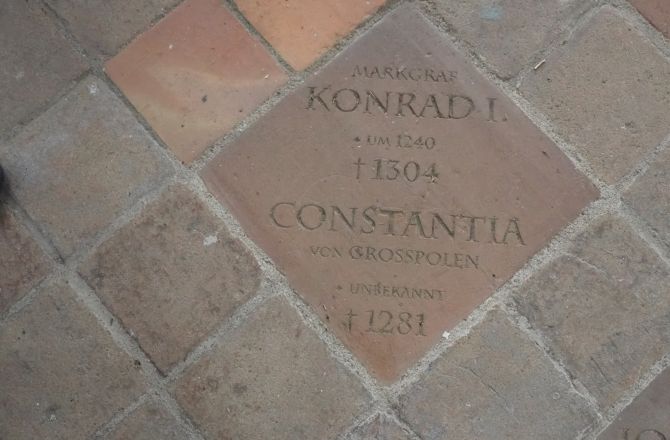 MARKGRAF
KONRAD I.
* UM 1240
† 1304
CONSTANTIA
VON GROSSPOLEN
* UNBEKANNT
† 1281